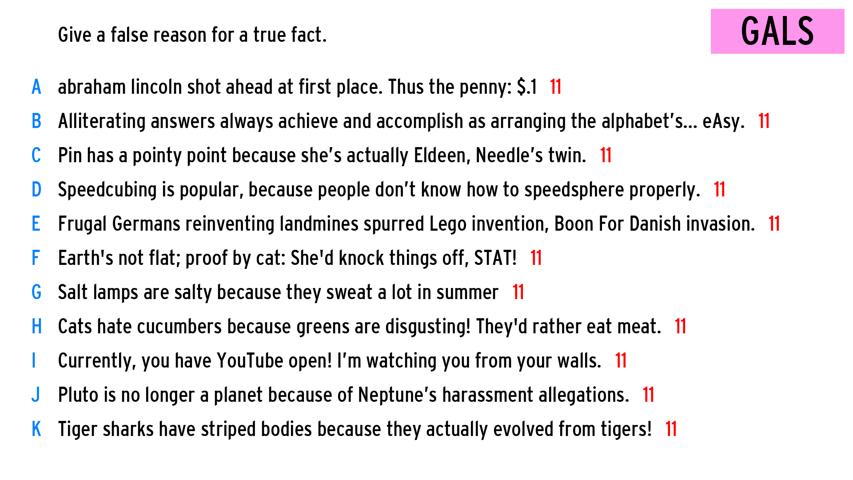 Give a false reason for a true fact.
GALS
A abraham lincoln shot ahead at first place. Thus the penny: $.1 11
B Alliterating answers always achieve and accomplish as arranging the alphabet's... eAsy. 11
C Pin has a pointy point because she's actually Eldeen, Needle's twin. 11
D Speedcubing is popular, because people don't know how to speedsphere properly. 11
E Frugal Germans reinventing landmines spurred Lego invention, Boon For Danish invasion. 11
F Earth's not flat; proof by cat: She'd knock things off, STAT! 11
G Salt lamps are salty because they sweat a lot in summer 11
H Cats hate cucumbers because greens are disgusting! They'd rather eat meat. 11
I Currently, you have YouTube open! I'm watching you from your walls. 11
J Pluto is no longer a planet because of Neptune's harassment allegations. 11
K Tiger sharks have striped bodies because they actually evolved from tigers! 11